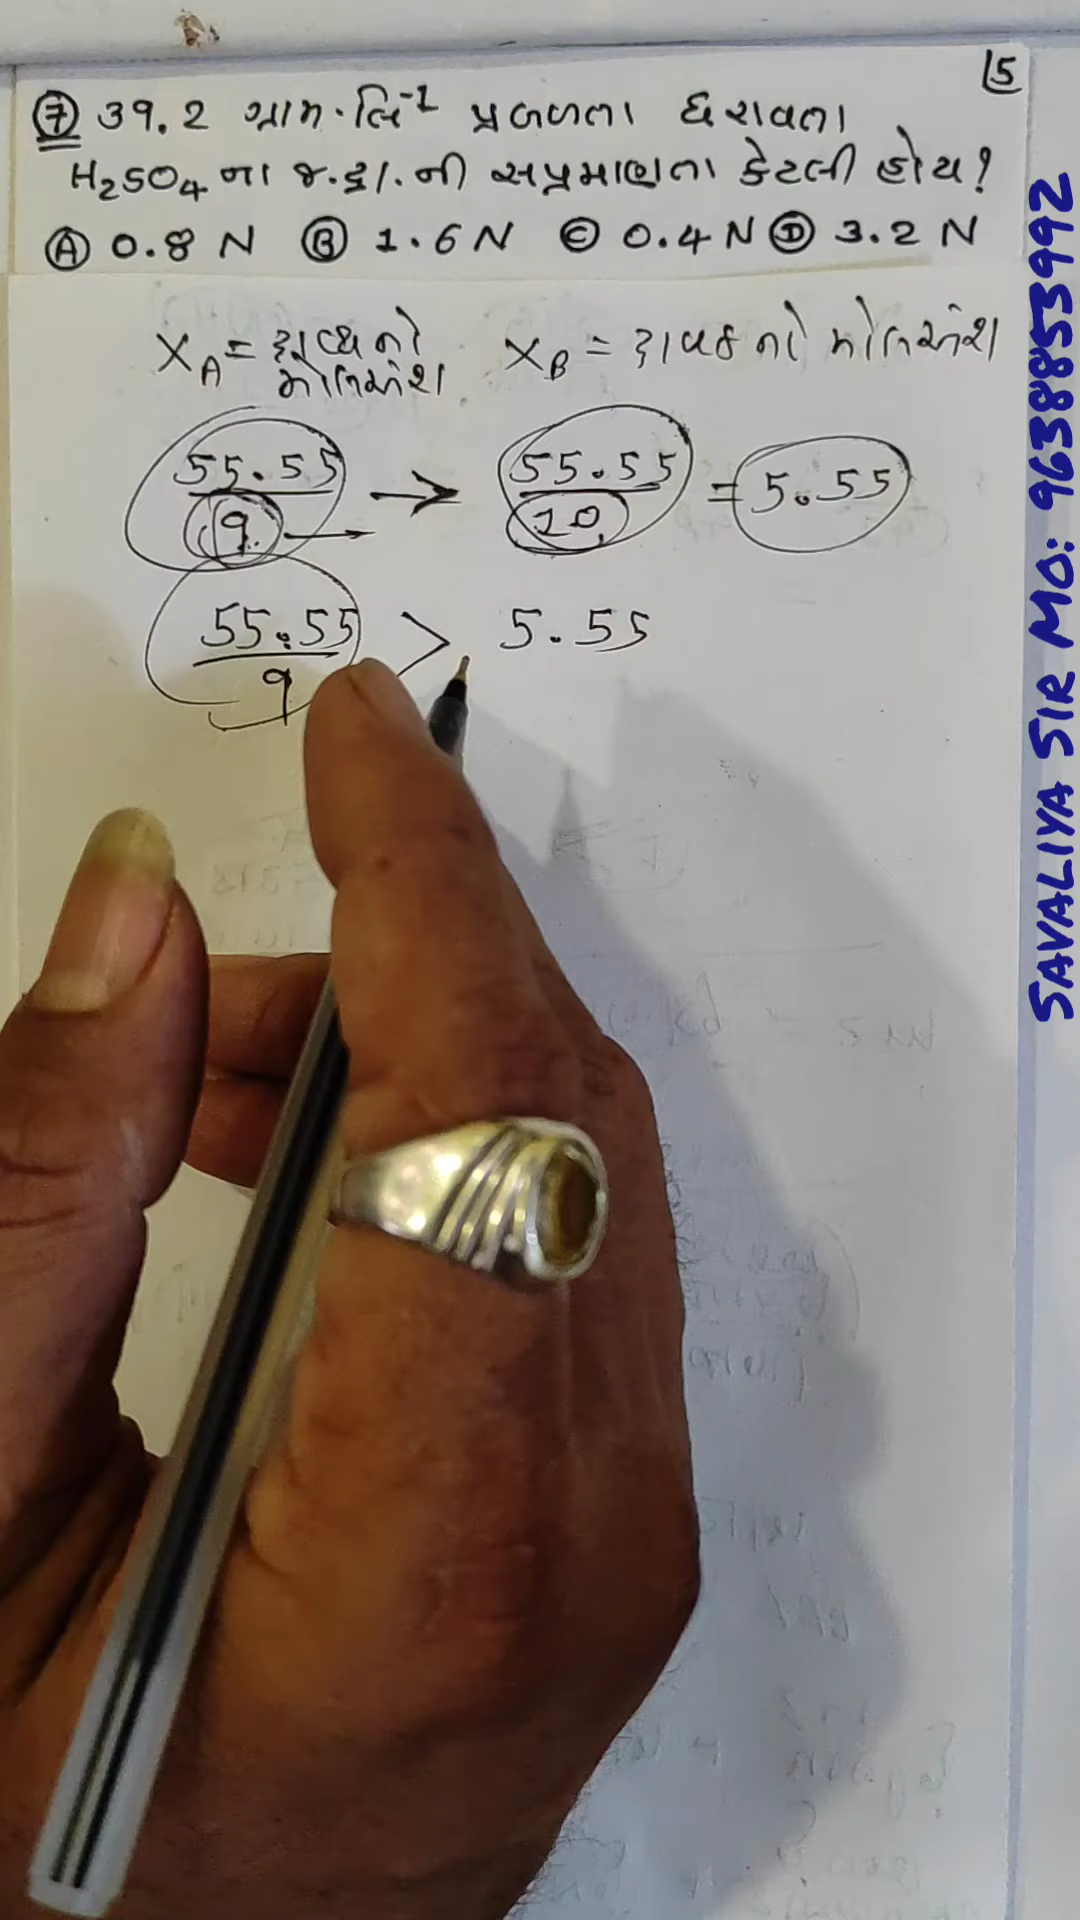 15
⑦ 39.2 ગ્રામ.લિ⁻¹ પ્રબળતા ધરાવતા
H₂SO₄ ના જ.દ્રા.ની સપ્રમાણતા કેટલી હોય?
Ⓐ 0.8 N Ⓑ 1.6 N Ⓒ 0.4 N Ⓓ 3.2 N
X_A = દ્રાવ્યનો મોલઅંશ X_B = દ્રાવકનો મોલઅંશ
55.55/9 → 55.55/10 = 5.55
55.55/9 > 5.55
SAVALIYA SIR MO: 9638853992